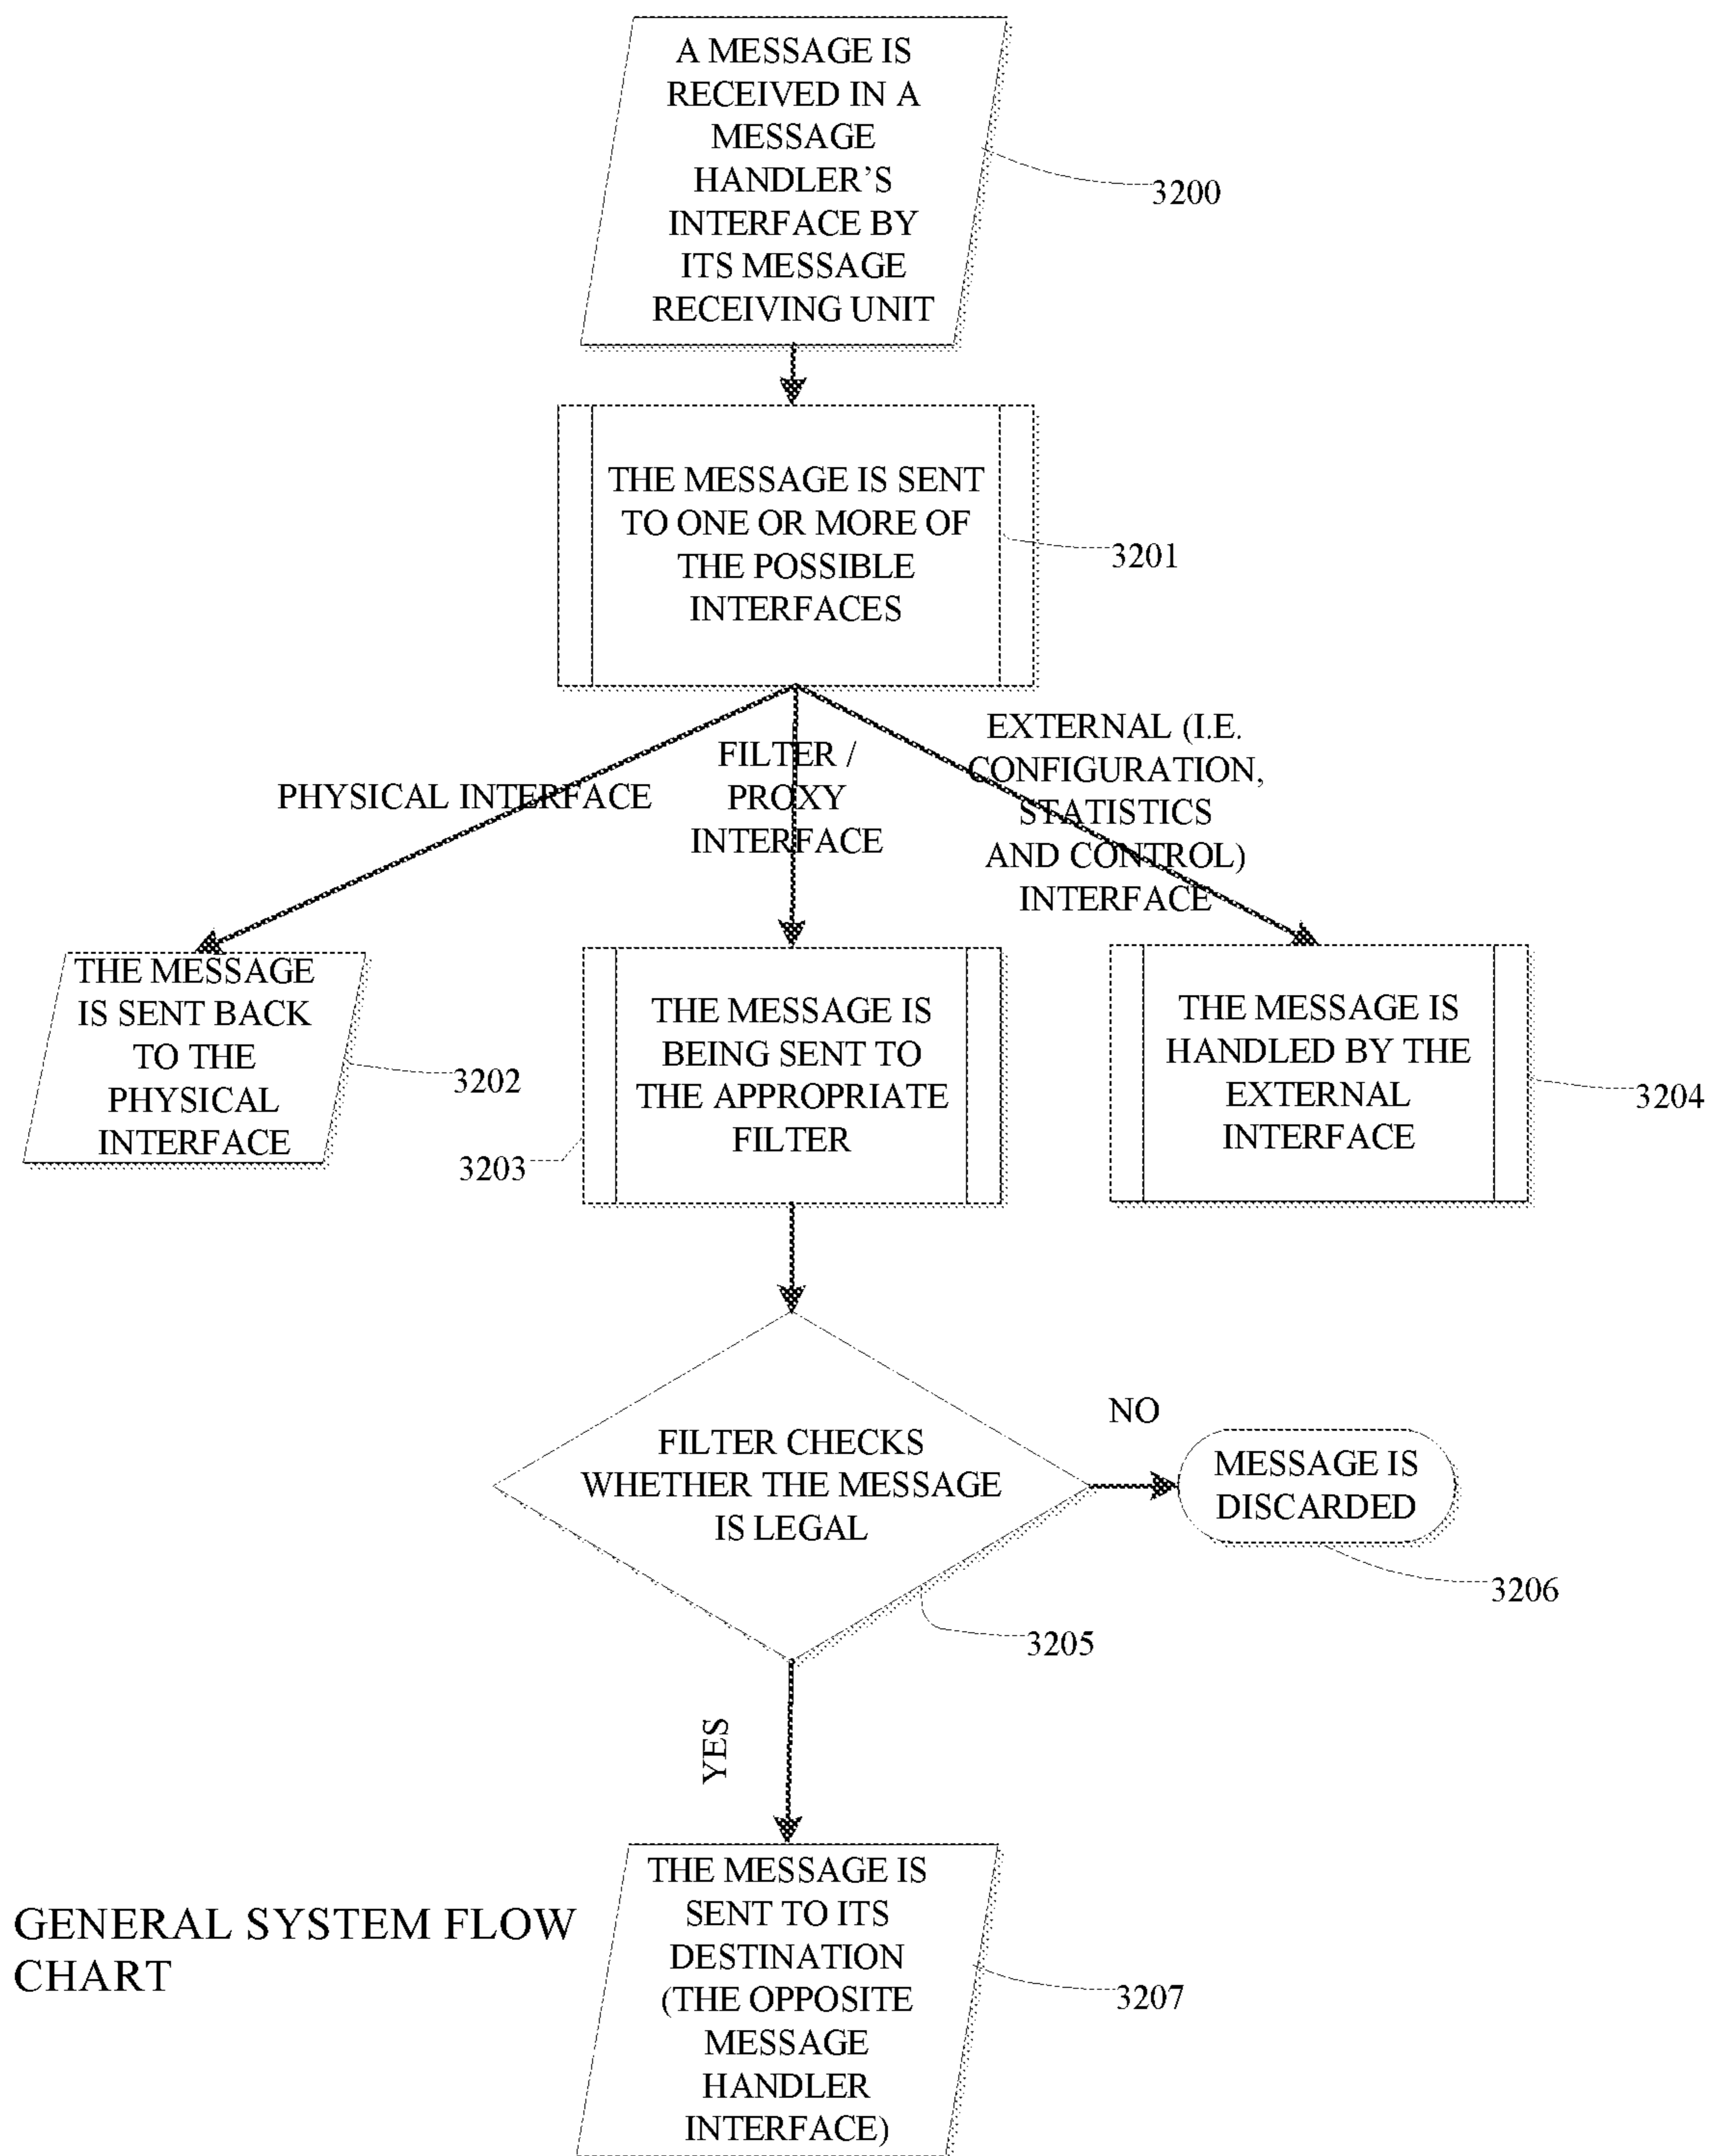 A MESSAGE IS
RECEIVED IN A
MESSAGE
HANDLER’S
INTERFACE BY
ITS MESSAGE
RECEIVING UNIT
3200
THE MESSAGE IS SENT
TO ONE OR MORE OF
THE POSSIBLE
INTERFACES
3201
PHYSICAL INTERFACE
FILTER /
PROXY
INTERFACE
EXTERNAL (I.E.
CONFIGURATION,
STATISTICS
AND CONTROL)
INTERFACE
THE MESSAGE
IS SENT BACK
TO THE
PHYSICAL
INTERFACE
3202
THE MESSAGE IS
BEING SENT TO
THE APPROPRIATE
FILTER
3203
THE MESSAGE IS
HANDLED BY THE
EXTERNAL
INTERFACE
3204
FILTER CHECKS
WHETHER THE MESSAGE
IS LEGAL
3205
NO
MESSAGE IS
DISCARDED
3206
YES
THE MESSAGE IS
SENT TO ITS
DESTINATION
(THE OPPOSITE
MESSAGE
HANDLER
INTERFACE)
3207
GENERAL SYSTEM FLOW
CHART